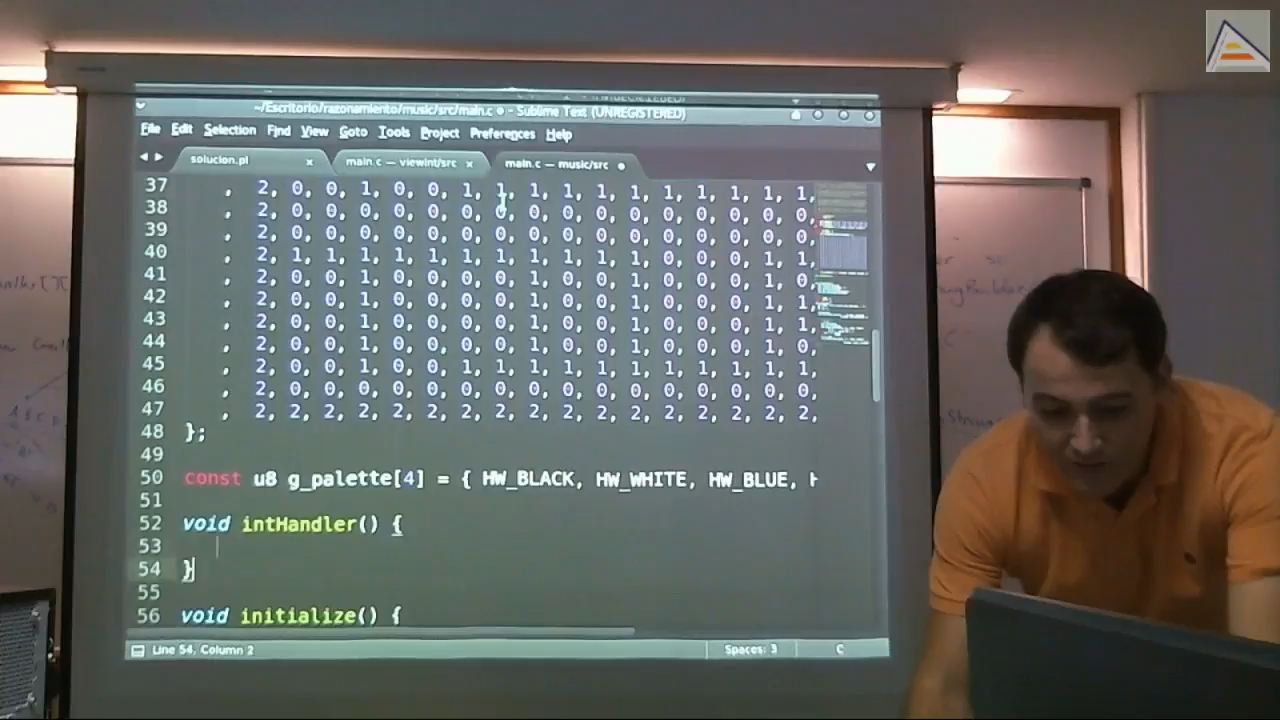 ~/Escritorio/razonamiento/music/src/main.c • - Sublime Text (UNREGISTERED)
File Edit Selection Find View Goto Tools Project Preferences Help
solucion.pl x main.c — viewint/src x main.c — music/src •
37 , 2, 0, 0, 1, 0, 0, 1, 1, 1, 1, 1, 1, 1, 1, 1, 1, 1,
38 , 2, 0, 0, 0, 0, 0, 0, 0, 0, 0, 0, 0, 0, 0, 0, 0, 0,
39 , 2, 0, 0, 0, 0, 0, 0, 0, 0, 0, 0, 0, 0, 0, 0, 0, 0,
40 , 2, 1, 1, 1, 1, 1, 1, 1, 1, 1, 1, 1, 0, 0, 0, 1, 1,
41 , 2, 0, 0, 1, 0, 0, 0, 0, 1, 0, 0, 1, 0, 0, 0, 1, 0,
42 , 2, 0, 0, 1, 0, 0, 0, 0, 1, 0, 0, 1, 0, 0, 0, 1, 0,
43 , 2, 0, 0, 1, 0, 0, 0, 0, 1, 0, 0, 1, 0, 0, 0, 1, 1,
44 , 2, 0, 0, 1, 0, 0, 0, 0, 1, 0, 0, 1, 0, 0, 0, 1, 0,
45 , 2, 0, 0, 1, 0, 0, 1, 1, 1, 1, 1, 1, 1, 1, 1, 1, 1,
46 , 2, 0, 0, 0, 0, 0, 0, 0, 0, 0, 0, 0, 0, 0, 0, 0, 0,
47 , 2, 2, 2, 2, 2, 2, 2, 2, 2, 2, 2, 2, 2, 2, 2, 2, 2,
48 };
49
50 const u8 g_palette[4] = { HW_BLACK, HW_WHITE, HW_BLUE,
51
52 void intHandler() {
53
54 }
55
56 void initialize() {
Line 54, Column 2 Spaces: 3 C